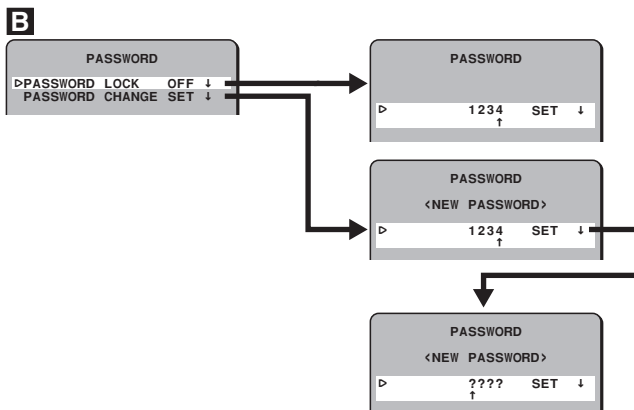 B
PASSWORD
▷PASSWORD LOCK OFF ↓
PASSWORD CHANGE SET ↓
PASSWORD
▷ 1234 SET ↓
↑
PASSWORD
<NEW PASSWORD>
▷ 1234 SET ↓
↑
PASSWORD
<NEW PASSWORD>
▷ ???? SET ↓
↑